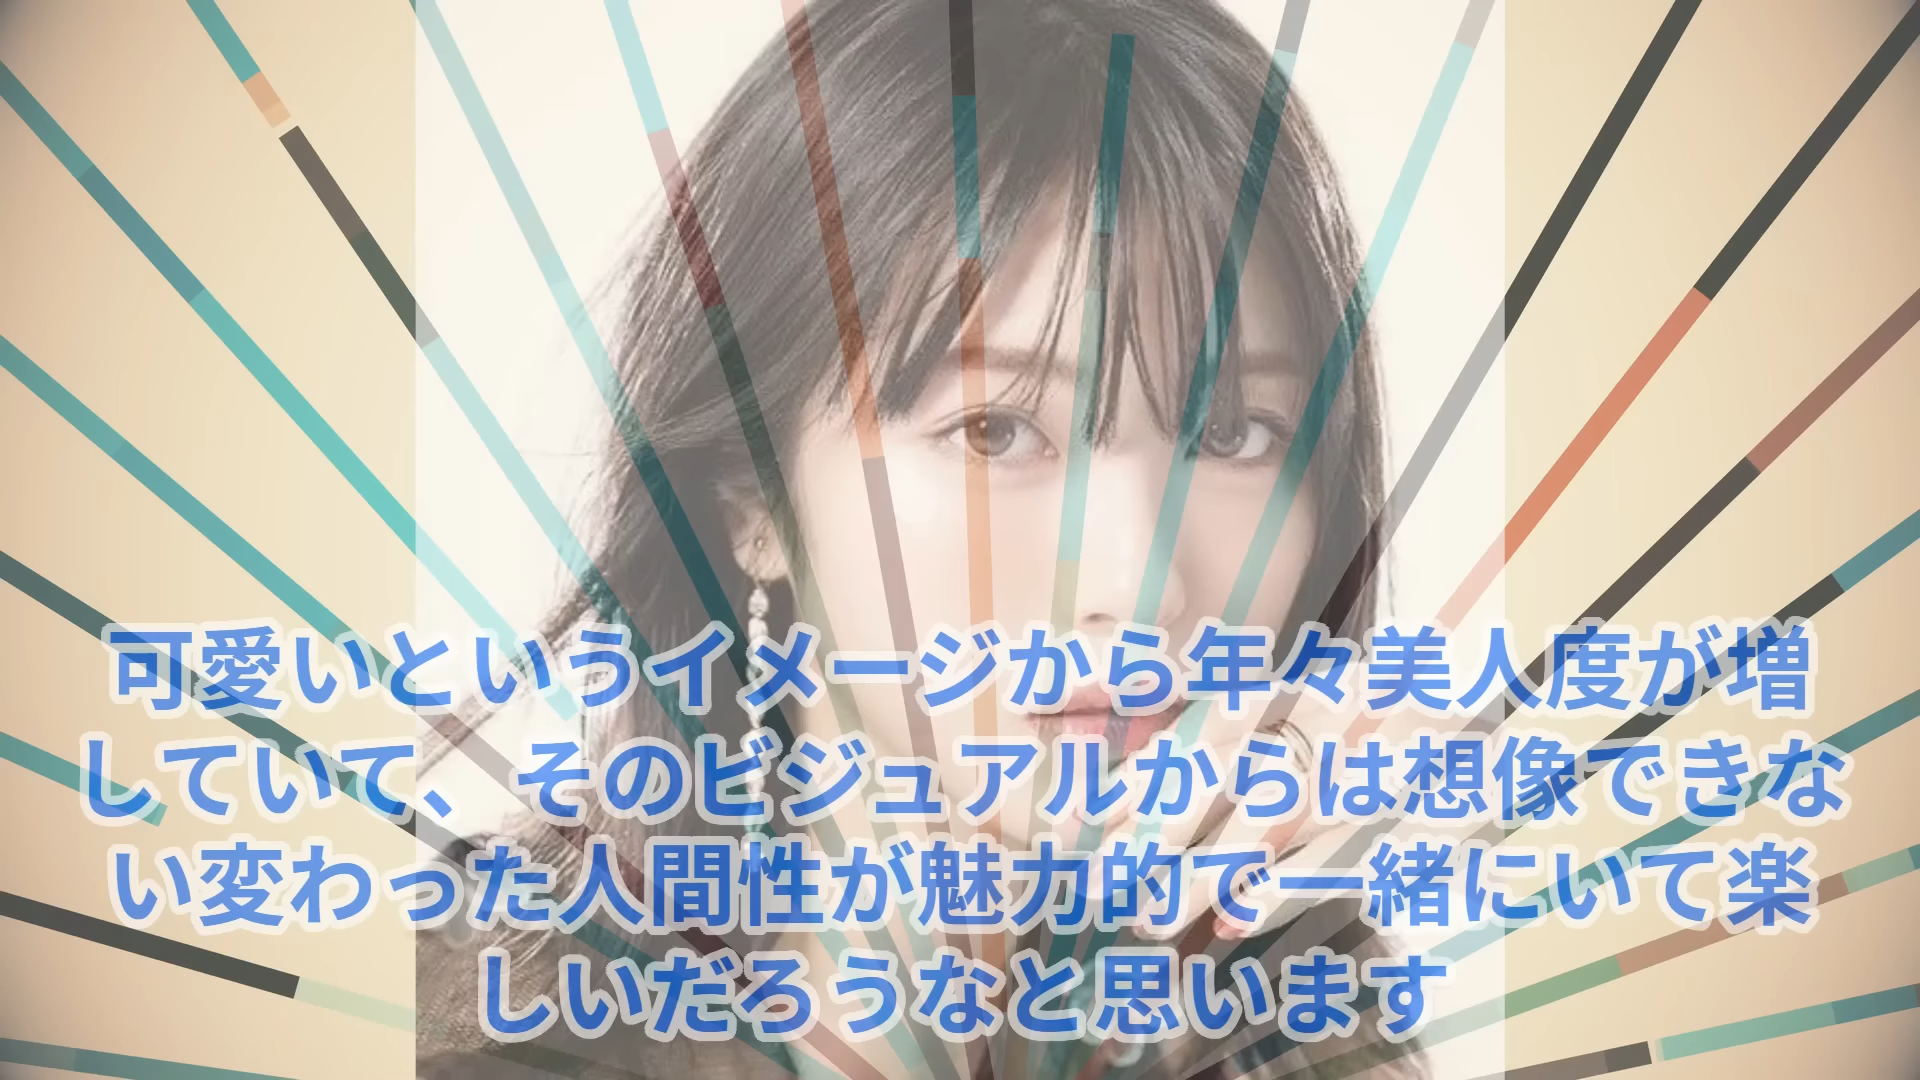 可愛いというイメージから年々美人度が増
していて、そのビジュアルからは想像できな
い変わった人間性が魅力的で一緒にいて楽
しいだろうなと思います